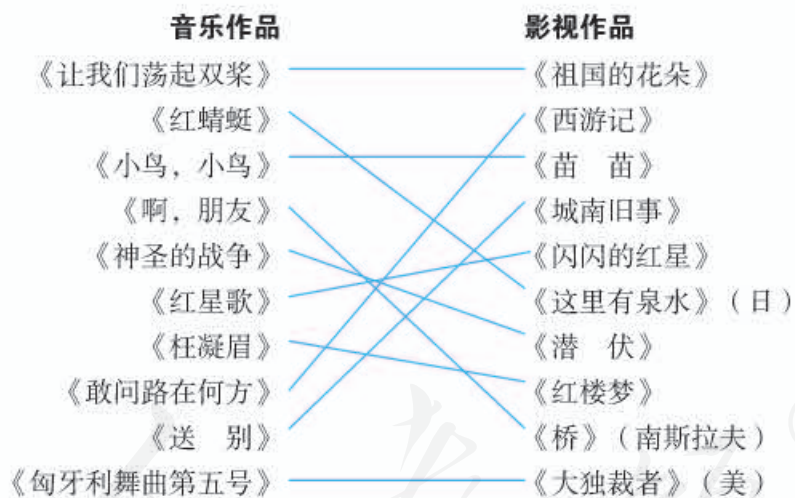 音乐作品 影视作品
《让我们荡起双桨》 《祖国的花朵》
《红蜻蜓》 《西游记》
《小鸟，小鸟》 《苗 苗》
《啊，朋友》 《城南旧事》
《神圣的战争》 《闪闪的红星》
《红星歌》 《这里有泉水》（日）
《枉凝眉》 《潜 伏》
《敢问路在何方》 《红楼梦》
《送 别》 《桥》（南斯拉夫）
《匈牙利舞曲第五号》 《大独裁者》（美）